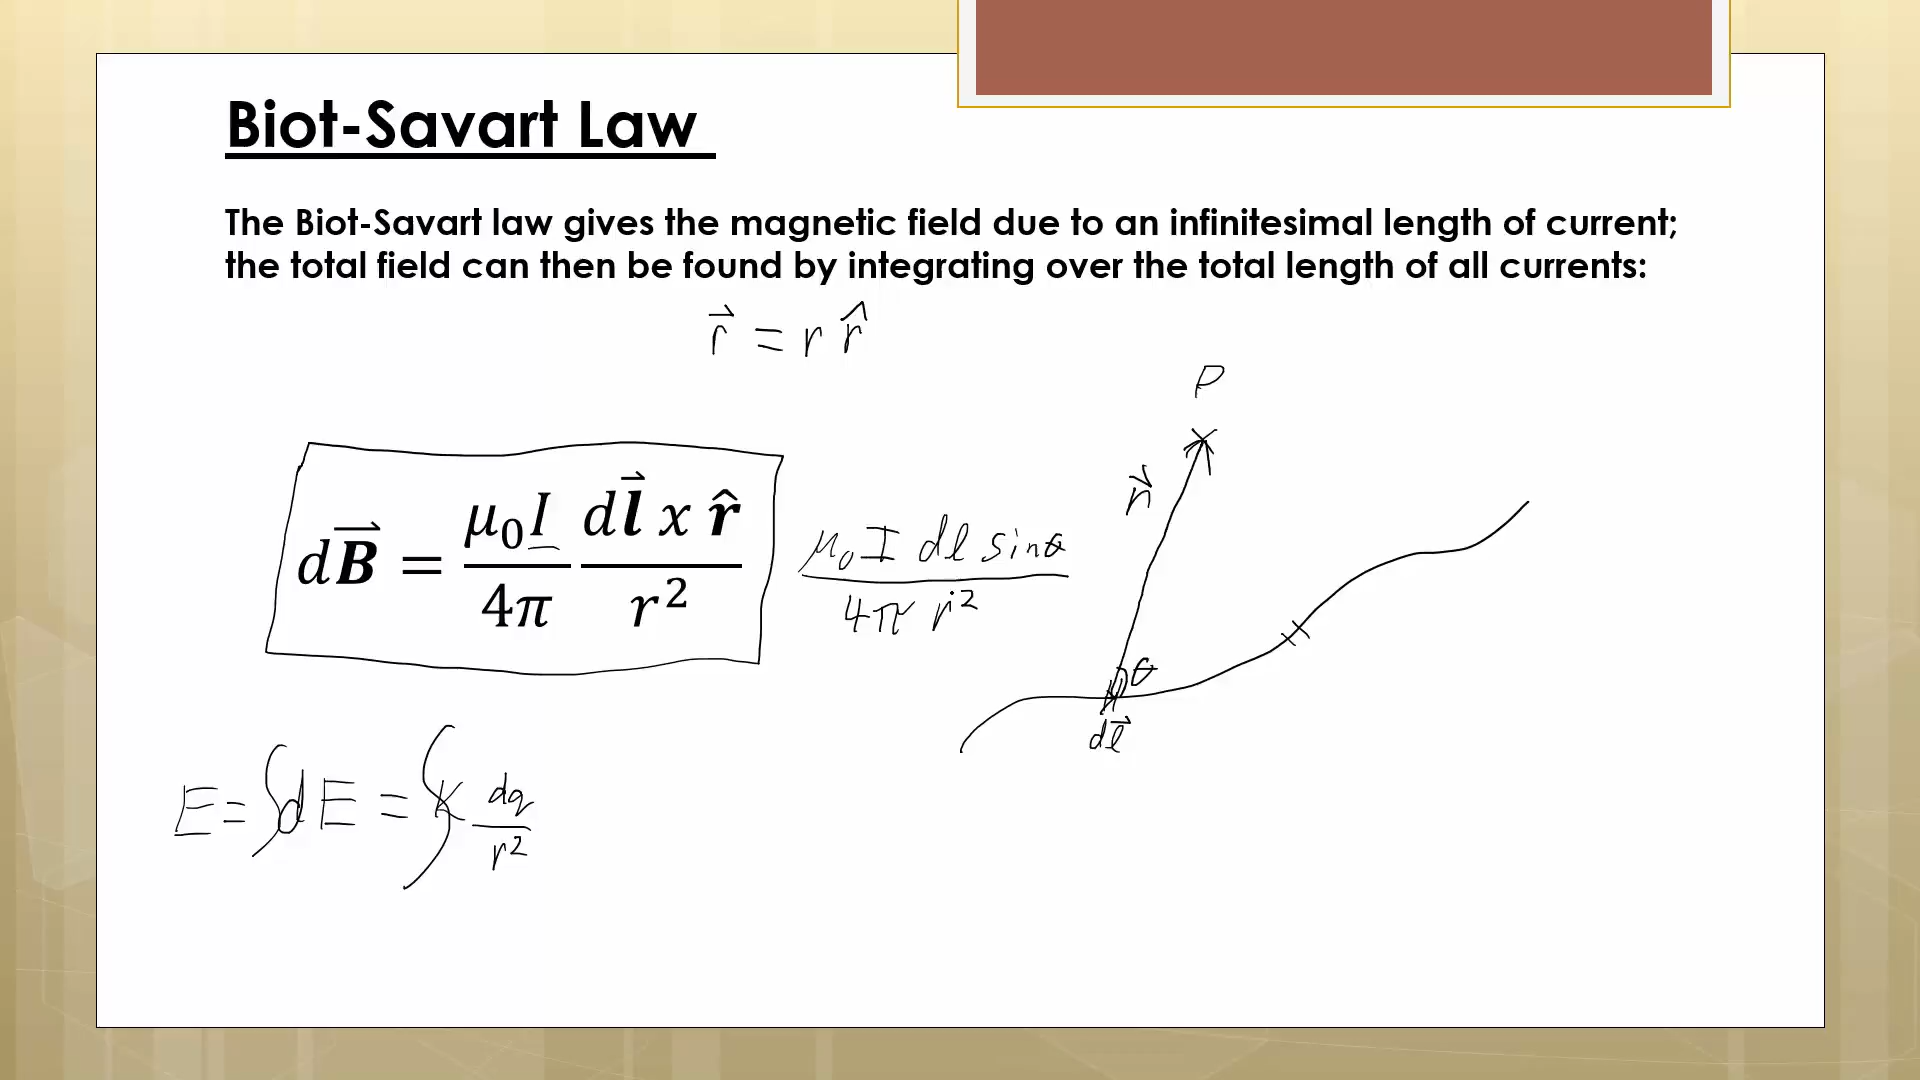 Biot-Savart Law
The Biot-Savart law gives the magnetic field due to an infinitesimal length of current;
the total field can then be found by integrating over the total length of all currents:
r⃗ = r r̂
P
r⃗
dB⃗ = μ₀I/4π dl⃗ x r̂/r²
μ₀ I dl sinθ / 4π r²
θ
dl⃗
E = ∫dE = ∫k dq/r²